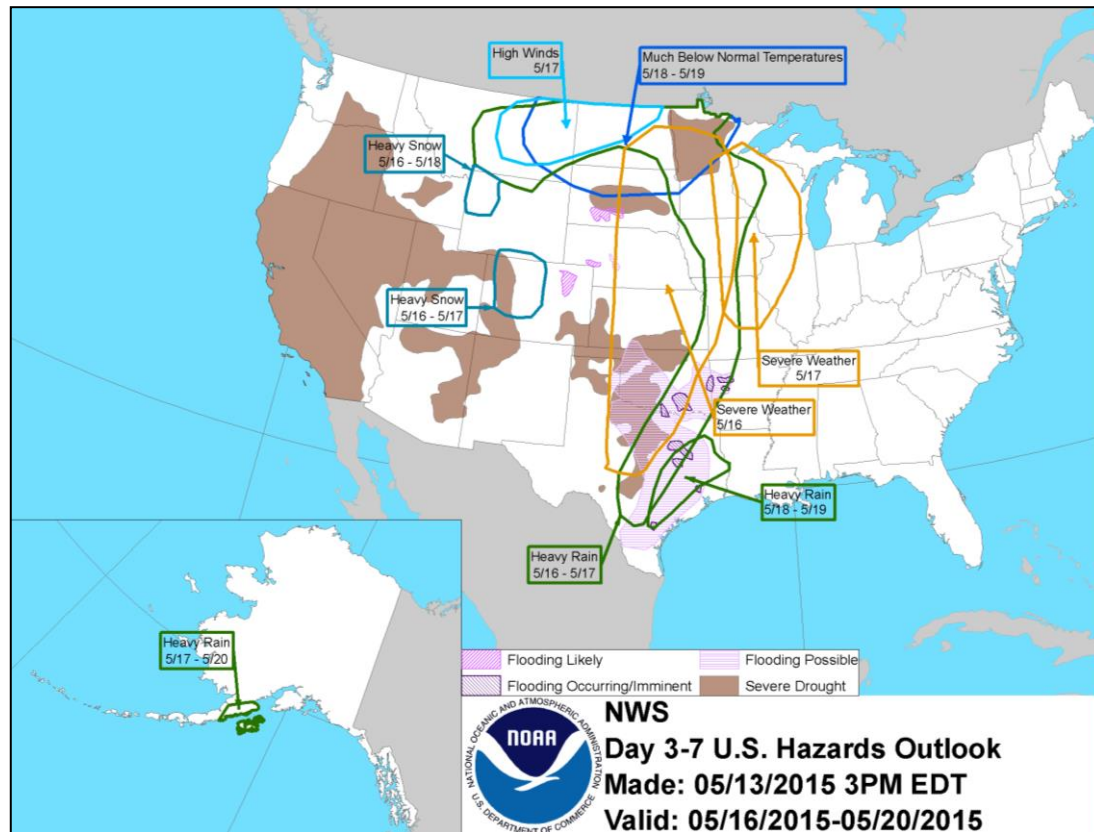 High Winds
5/17
Much Below Normal Temperatures
5/18 - 5/19
Heavy Snow
5/16 - 5/18
Heavy Snow
5/16 - 5/17
Severe Weather
5/17
Severe Weather
5/16
Heavy Rain
5/18 - 5/19
Heavy Rain
5/16 - 5/17
Heavy Rain
5/17 - 5/20
Flooding Likely
Flooding Possible
Flooding Occurring/Imminent
Severe Drought
NATIONAL OCEANIC AND ATMOSPHERIC ADMINISTRATION
NOAA
U.S. DEPARTMENT OF COMMERCE
NWS
Day 3-7 U.S. Hazards Outlook
Made: 05/13/2015 3PM EDT
Valid: 05/16/2015-05/20/2015